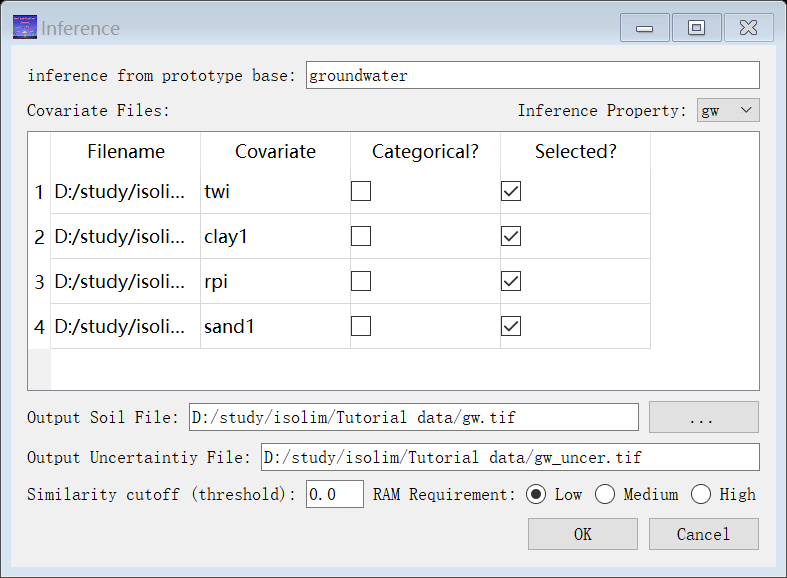 Inference
inference from prototype base: groundwater
Covariate Files: Inference Property: gw
Filename Covariate Categorical? Selected?
1 D:/study/isoli... twi
2 D:/study/isoli... clay1
3 D:/study/isoli... rpi
4 D:/study/isoli... sand1
Output Soil File: D:/study/isolim/Tutorial data/gw.tif ...
Output Uncertaintiy File: D:/study/isolim/Tutorial data/gw_uncer.tif
Similarity cutoff (threshold): 0.0 RAM Requirement: Low Medium High
OK Cancel